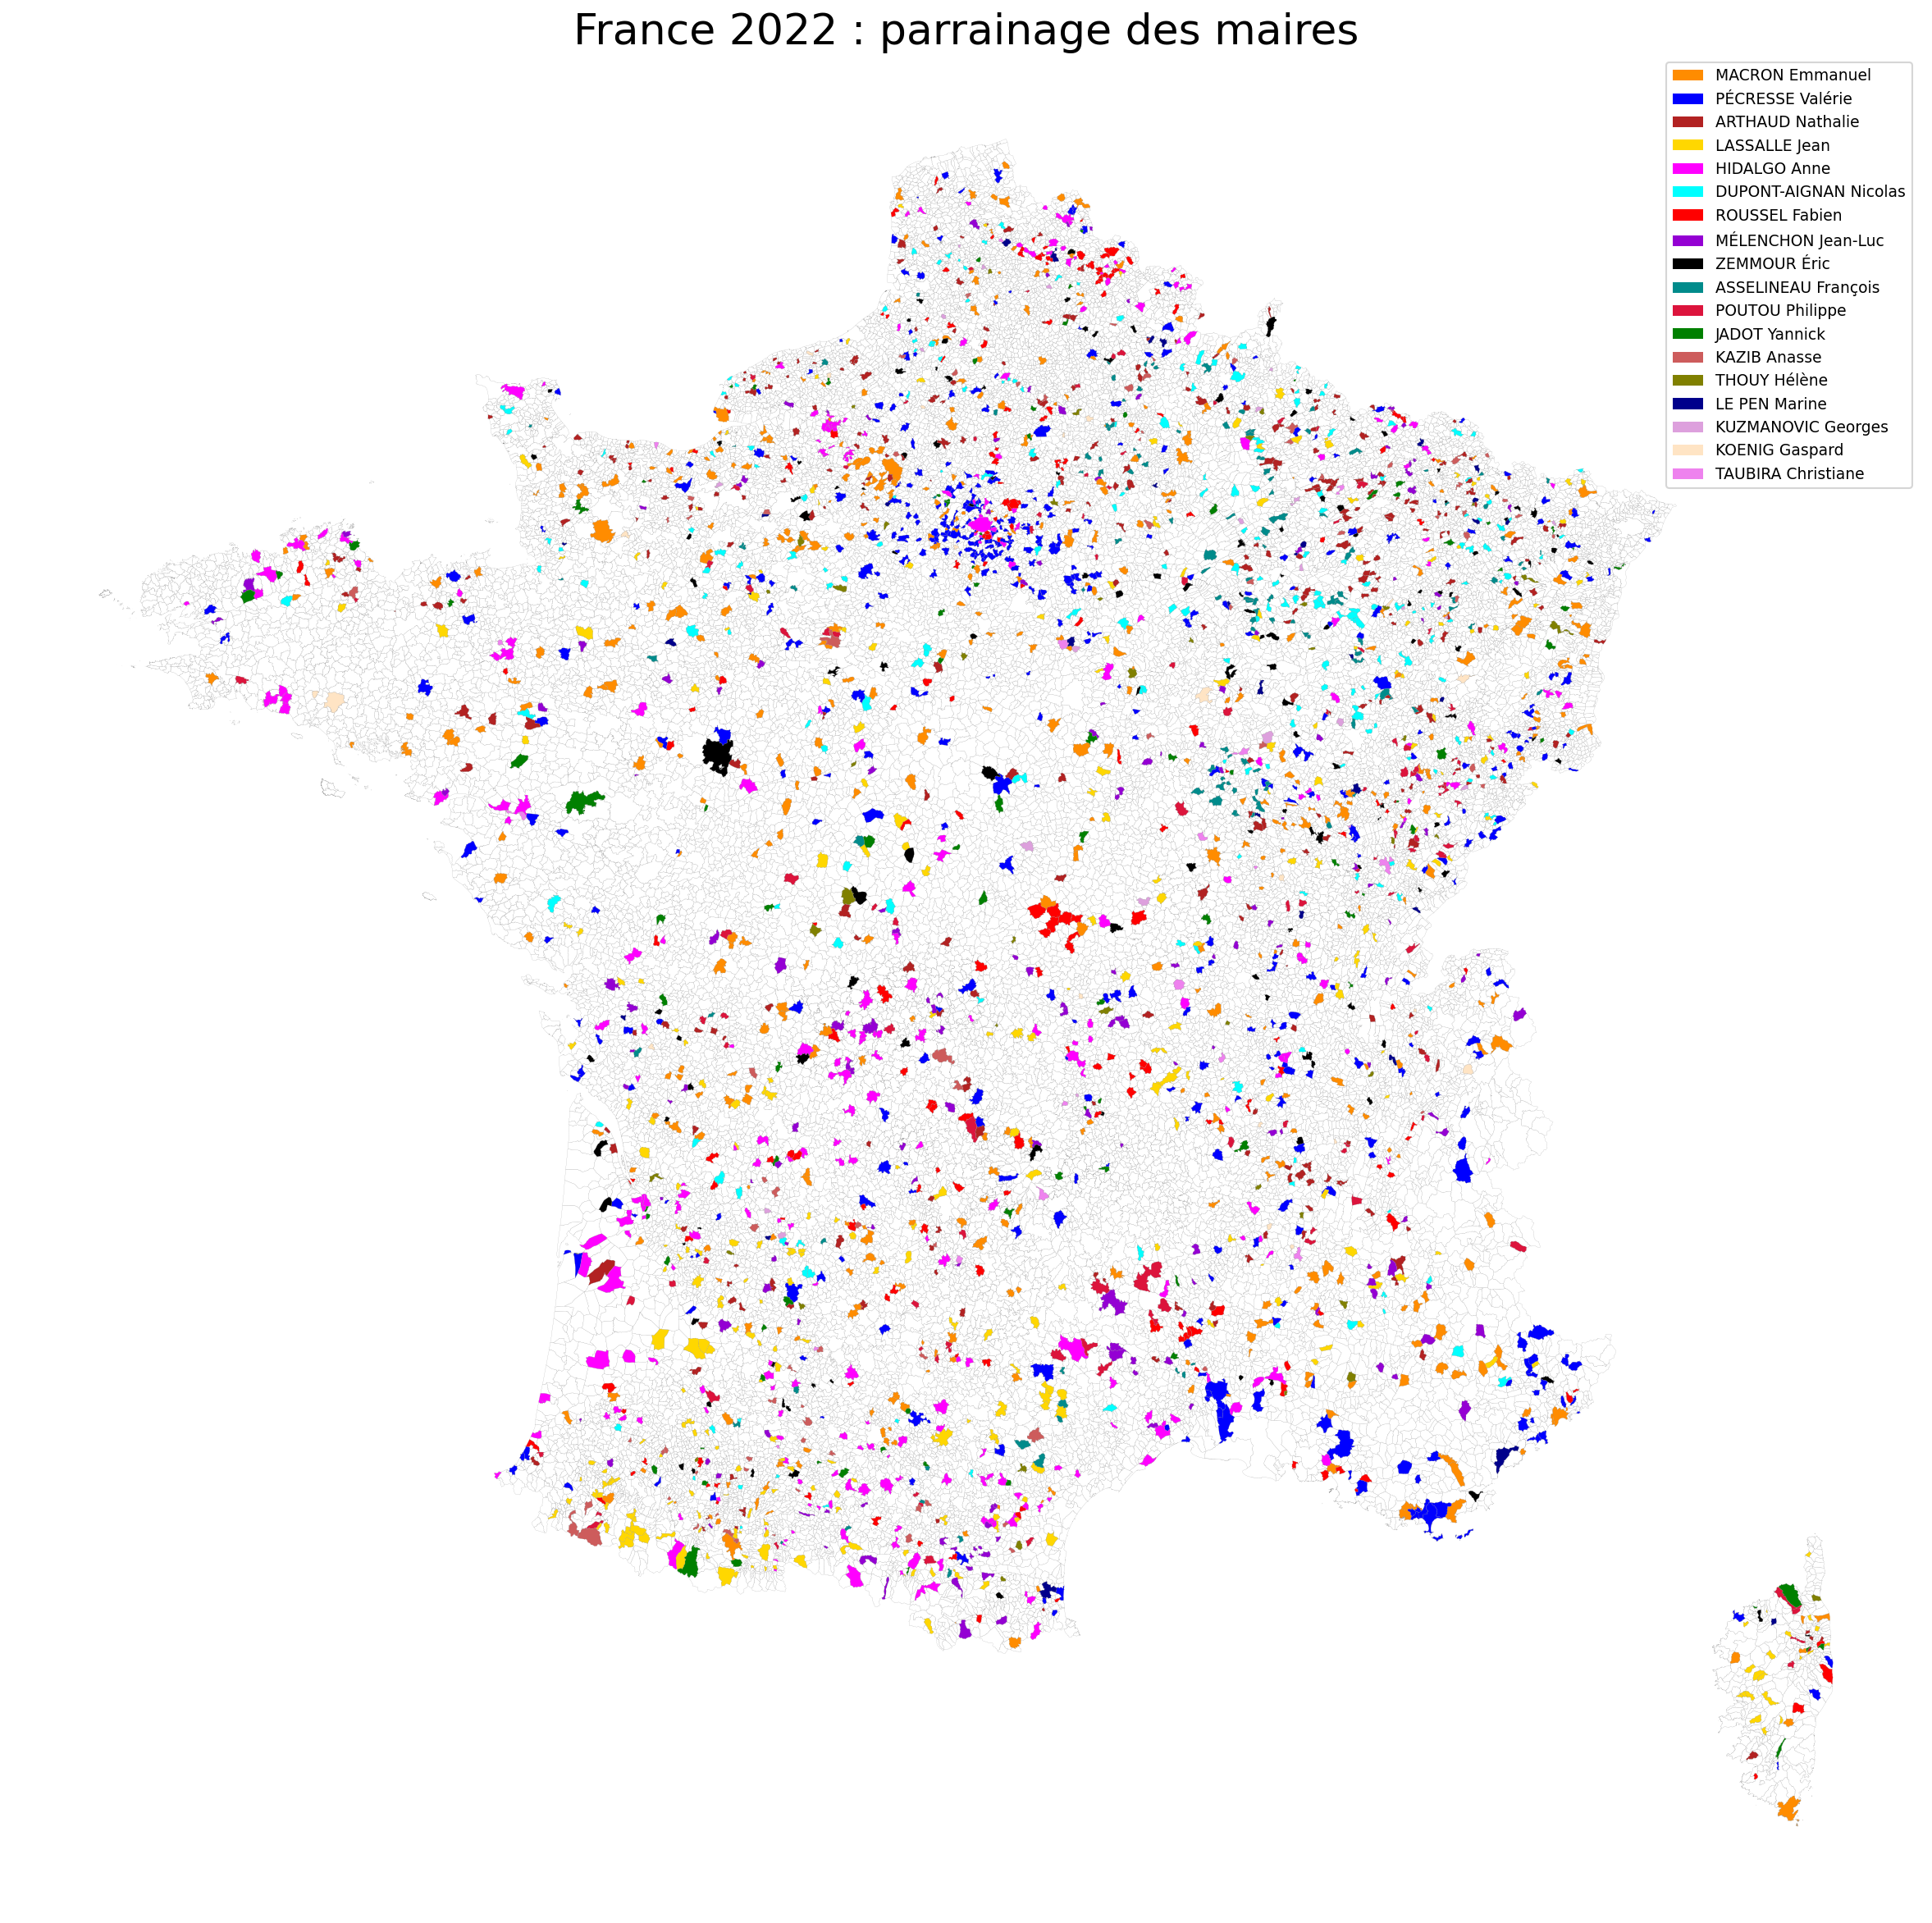 France 2022 : parrainage des maires
MACRON Emmanuel
PÉCRESSE Valérie
ARTHAUD Nathalie
LASSALLE Jean
HIDALGO Anne
DUPONT-AIGNAN Nicolas
ROUSSEL Fabien
MÉLENCHON Jean-Luc
ZEMMOUR Éric
ASSELINEAU François
POUTOU Philippe
JADOT Yannick
KAZIB Anasse
THOUY Hélène
LE PEN Marine
KUZMANOVIC Georges
KOENIG Gaspard
TAUBIRA Christiane